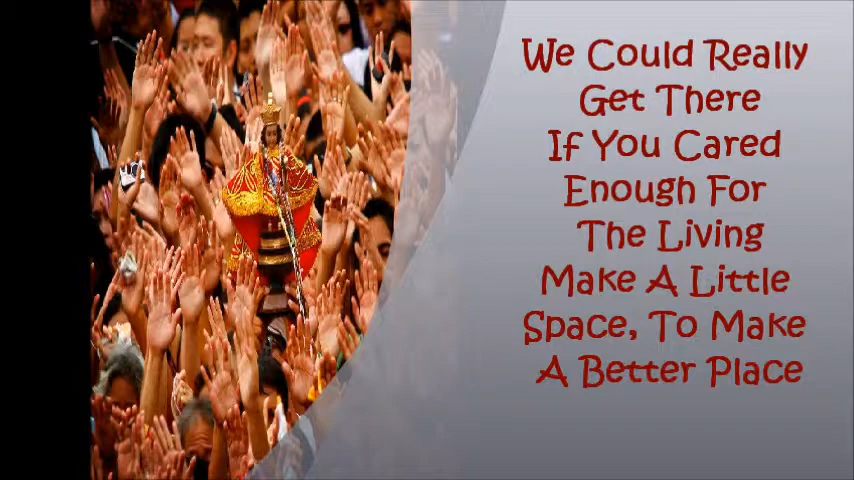 We Could Really
Get There
If You Cared
Enough For
The Living
Make A Little
Space, To Make
A Better Place